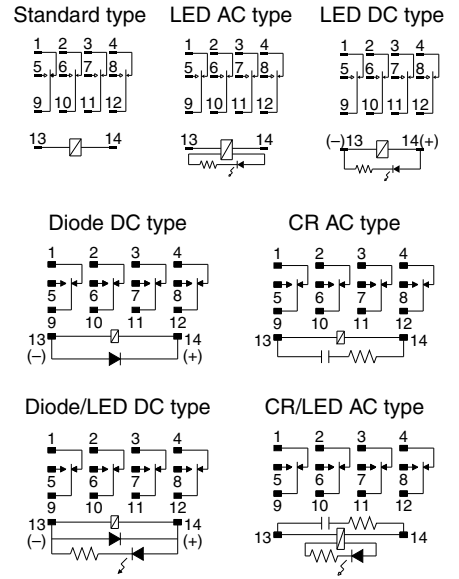 Standard type LED AC type LED DC type
1 2 3 4 1 2 3 4 1 2 3 4
5 6 7 8 5 6 7 8 5 6 7 8
9 10 11 12 9 10 11 12 9 10 11 12
13 14 13 14 (−)13 14(+)
Diode DC type CR AC type
1 2 3 4 1 2 3 4
5 6 7 8 5 6 7 8
9 10 11 12 9 10 11 12
13 14 13 14
(−) (+)
Diode/LED DC type CR/LED AC type
1 2 3 4 1 2 3 4
5 6 7 8 5 6 7 8
9 10 11 12 9 10 11 12
13 14 13 14
(−) (+)